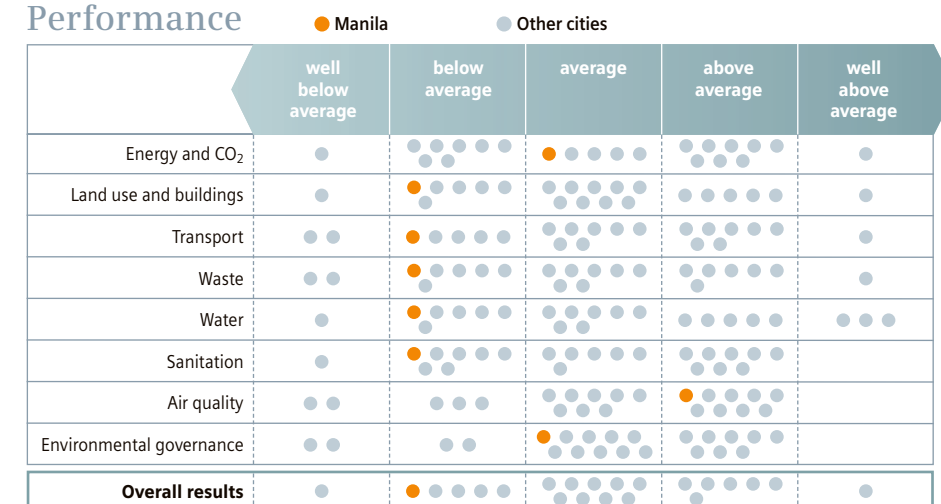 Performance
Manila
Other cities
well
below
average
below
average
average
above
average
well
above
average
Energy and CO₂
Land use and buildings
Transport
Waste
Water
Sanitation
Air quality
Environmental governance
Overall results